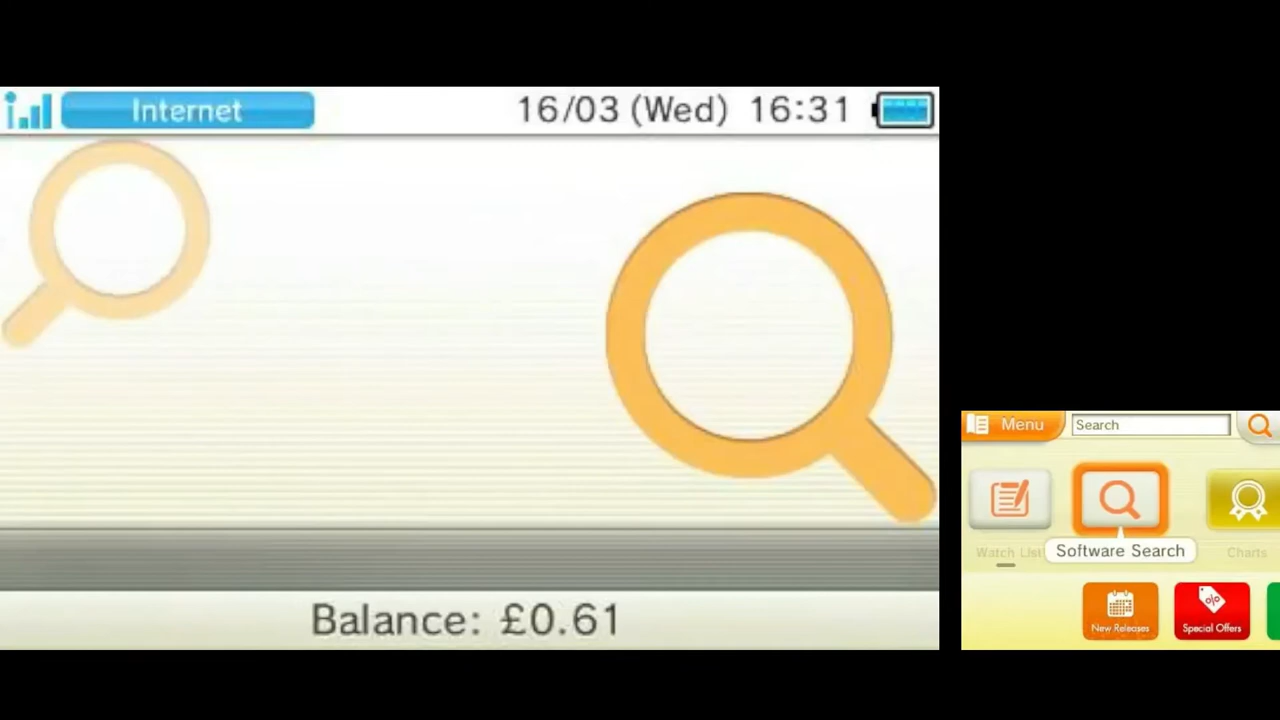 Internet
16/03 (Wed) 16:31
Balance: £0.61
Menu
Search
Watch List
Software Search
Charts
New Releases
Special Offers